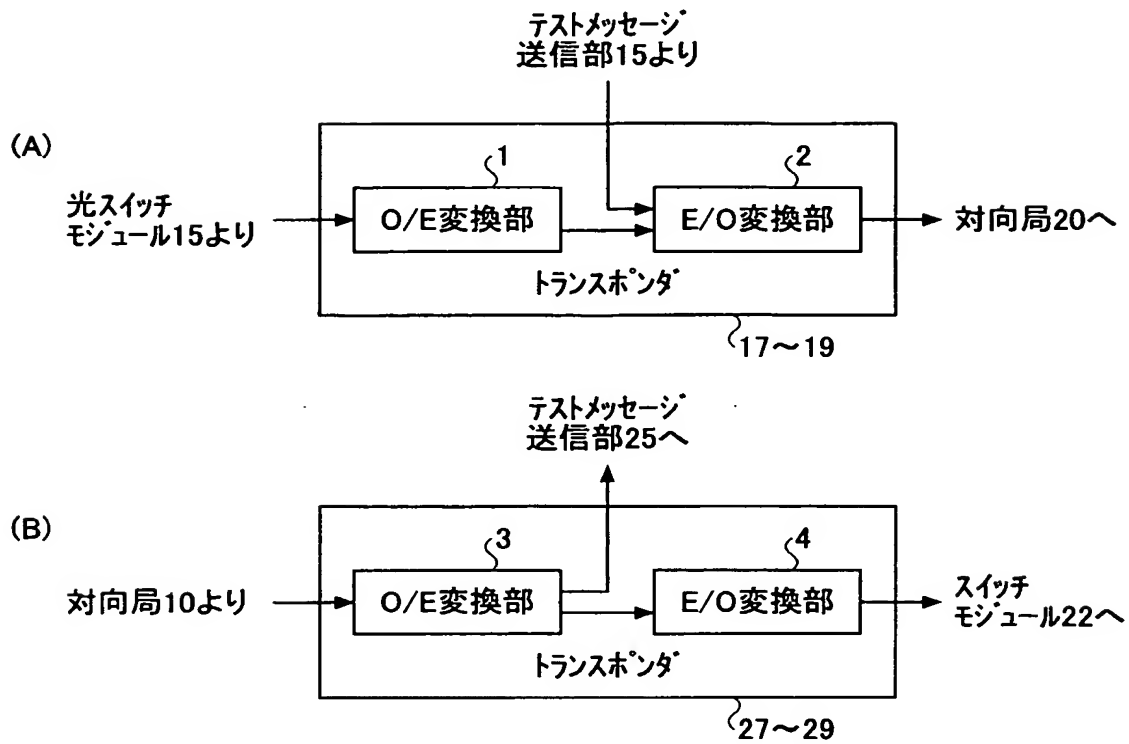 テストメッセージ
送信部15より
(A)
1
2
光スイッチ
モジュール15より
O/E変換部
E/O変換部
対向局20へ
トランスポンダ
17～19
テストメッセージ
送信部25へ
(B)
3
4
対向局10より
O/E変換部
E/O変換部
スイッチ
モジュール22へ
トランスポンダ
27～29